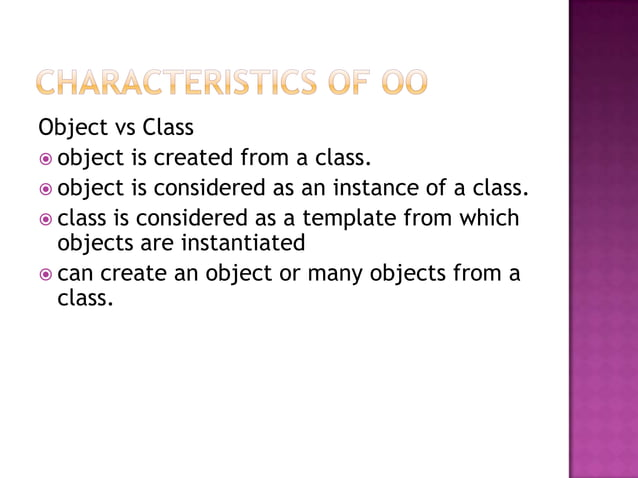 CHARACTERISTICS OF OO
Object vs Class
object is created from a class.
object is considered as an instance of a class.
class is considered as a template from which
objects are instantiated
can create an object or many objects from a
class.